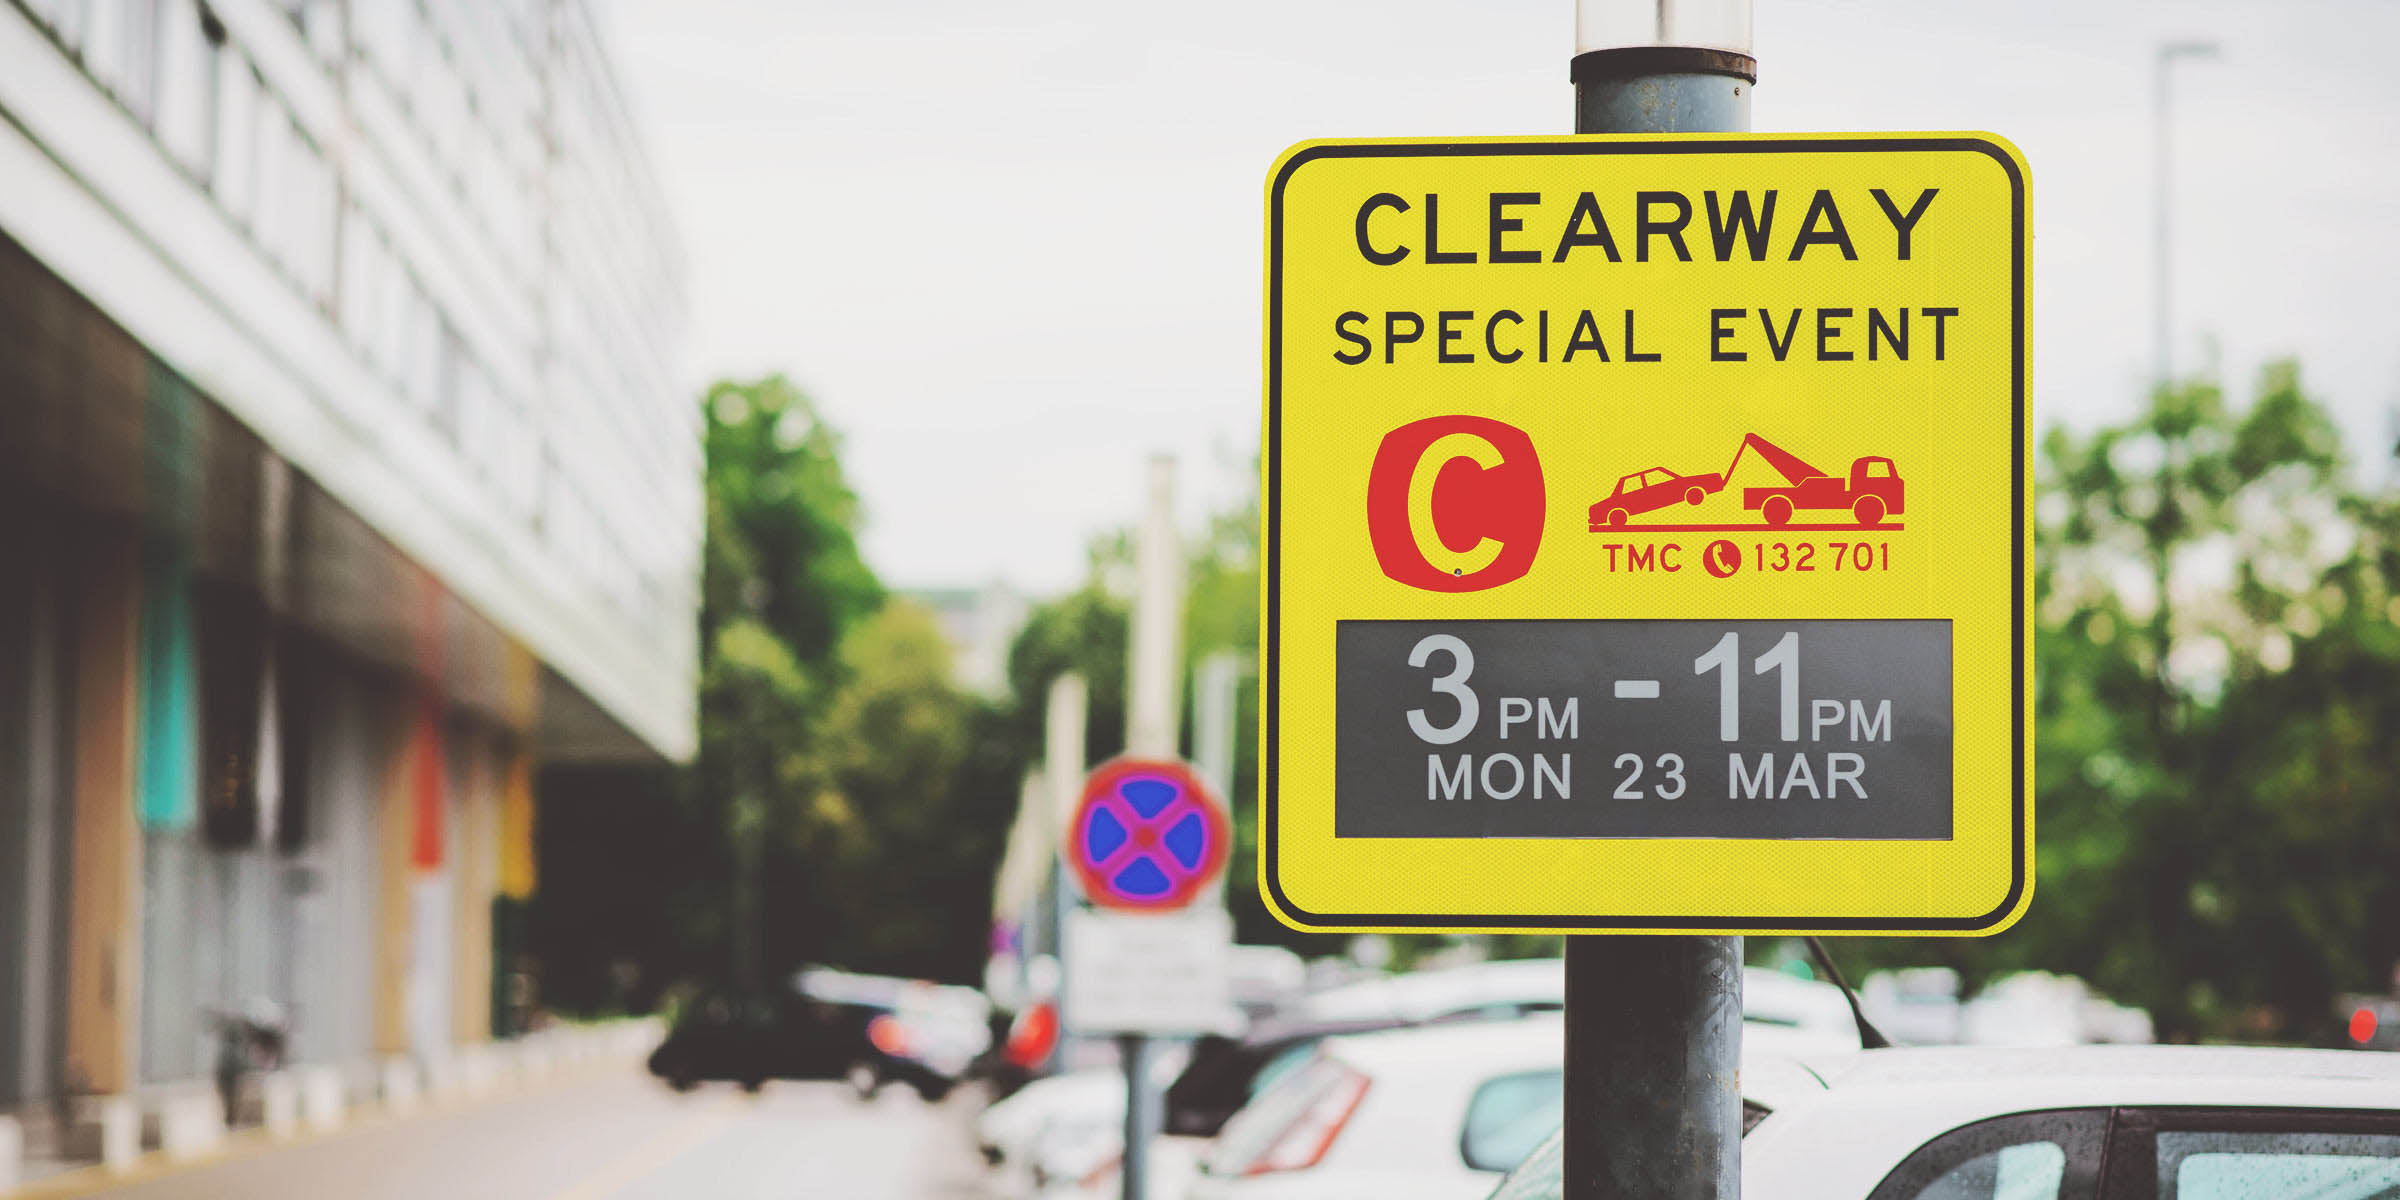 CLEARWAY
SPECIAL EVENT
C
TMC 132 701
3PM - 11PM
MON 23 MAR